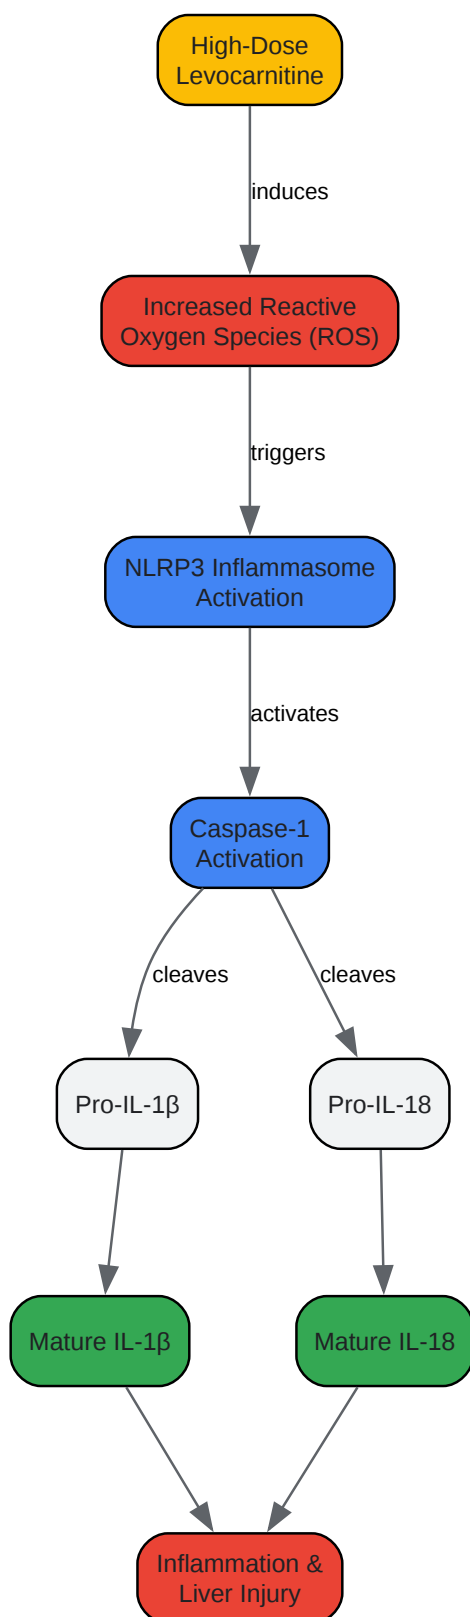 High-Dose
Levocarnitine
induces
Increased Reactive
Oxygen Species (ROS)
triggers
NLRP3 Inflammasome
Activation
activates
Caspase-1
Activation
cleaves
cleaves
Pro-IL-1β
Pro-IL-18
Mature IL-1β
Mature IL-18
Inflammation &
Liver Injury